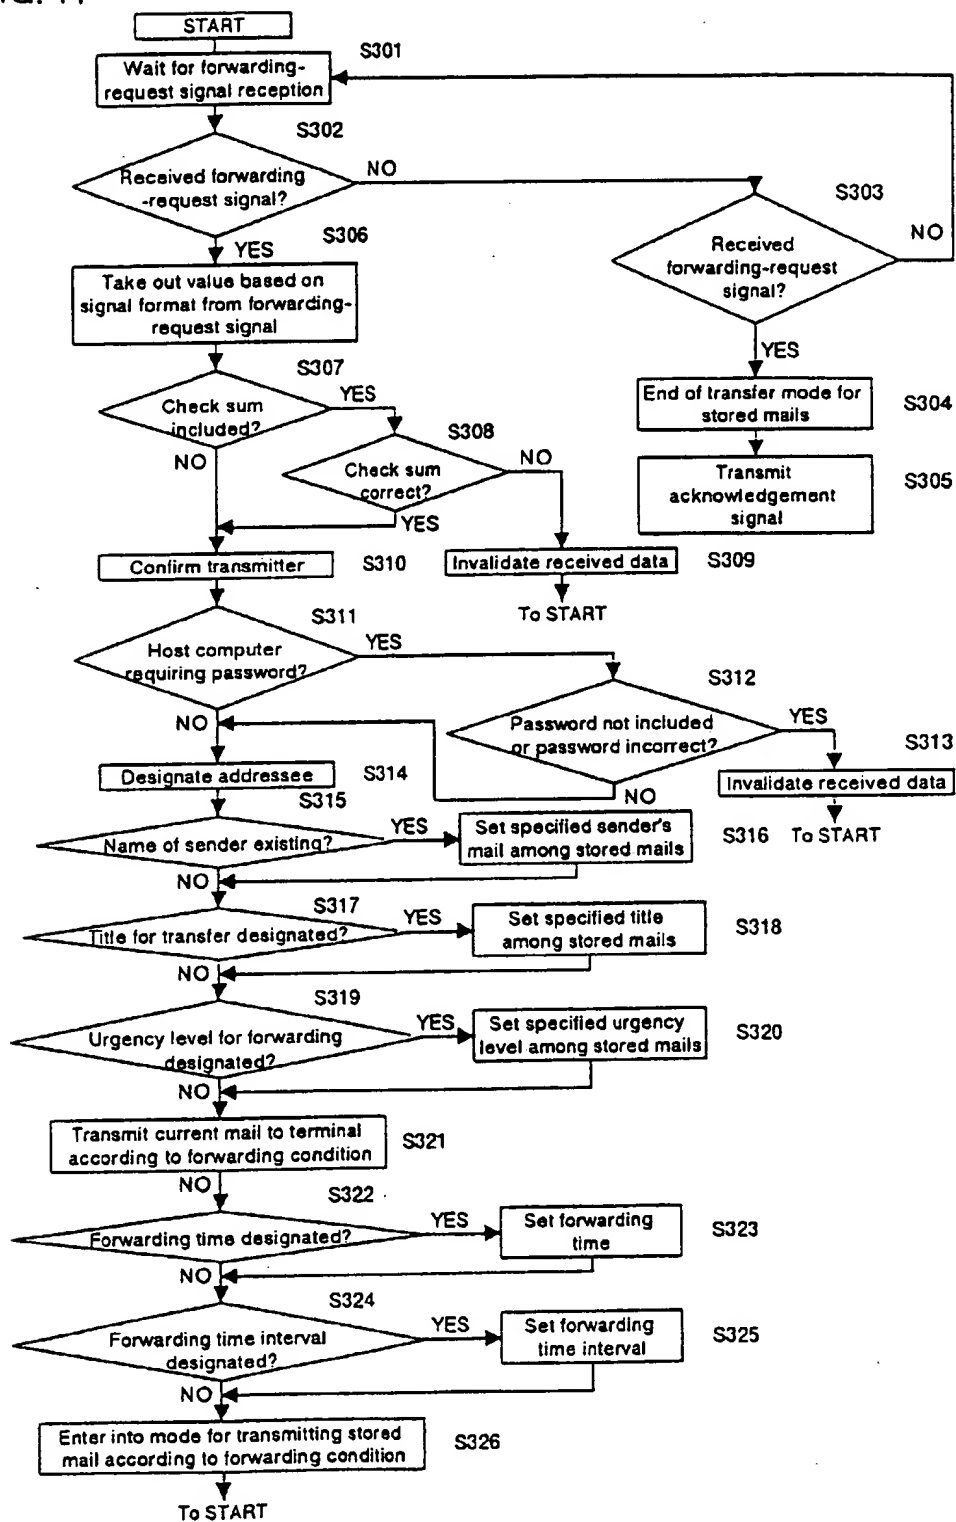 START
S301
Wait for forwarding-
request signal reception
S302
Received forwarding
-request signal?
NO
S303
Received
forwarding-request
signal?
NO
YES
S306
Take out value based on
signal format from forwarding-
request signal
YES
S307
Check sum
included?
YES
NO
End of transfer mode for
stored mails
S304
S308
Check sum
correct?
NO
YES
Transmit
acknowledgement
signal
S305
Confirm transmitter
S310
Invalidate received data
S309
To START
S311
Host computer
requiring password?
YES
NO
S312
Password not included
or password incorrect?
YES
NO
S313
Invalidate received data
To START
Designate addressee
S314
S315
Name of sender existing?
YES
Set specified sender's
mail among stored mails
S316
NO
S317
Title for transfer designated?
YES
Set specified title
among stored mails
S318
NO
S319
Urgency level for forwarding
designated?
YES
Set specified urgency
level among stored mails
S320
NO
Transmit current mail to terminal
according to forwarding condition
S321
NO
S322
Forwarding time designated?
YES
Set forwarding
time
S323
NO
S324
Forwarding time interval
designated?
YES
Set forwarding
time interval
S325
NO
Enter into mode for transmitting stored
mail according to forwarding condition
S326
To START